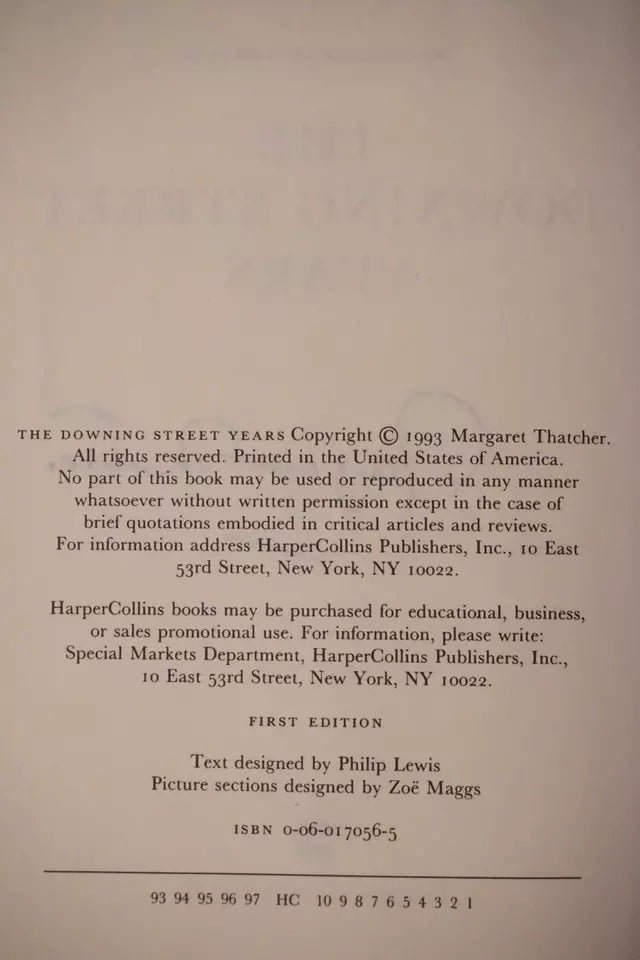 THE DOWNING STREET YEARS Copyright © 1993 Margaret Thatcher.
All rights reserved. Printed in the United States of America.
No part of this book may be used or reproduced in any manner
whatsoever without written permission except in the case of
brief quotations embodied in critical articles and reviews.
For information address HarperCollins Publishers, Inc., 10 East
53rd Street, New York, NY 10022.
HarperCollins books may be purchased for educational, business,
or sales promotional use. For information, please write:
Special Markets Department, HarperCollins Publishers, Inc.,
10 East 53rd Street, New York, NY 10022.
FIRST EDITION
Text designed by Philip Lewis
Picture sections designed by Zoë Maggs
ISBN 0-06-017056-5
93 94 95 96 97 HC 10 9 8 7 6 5 4 3 2 1